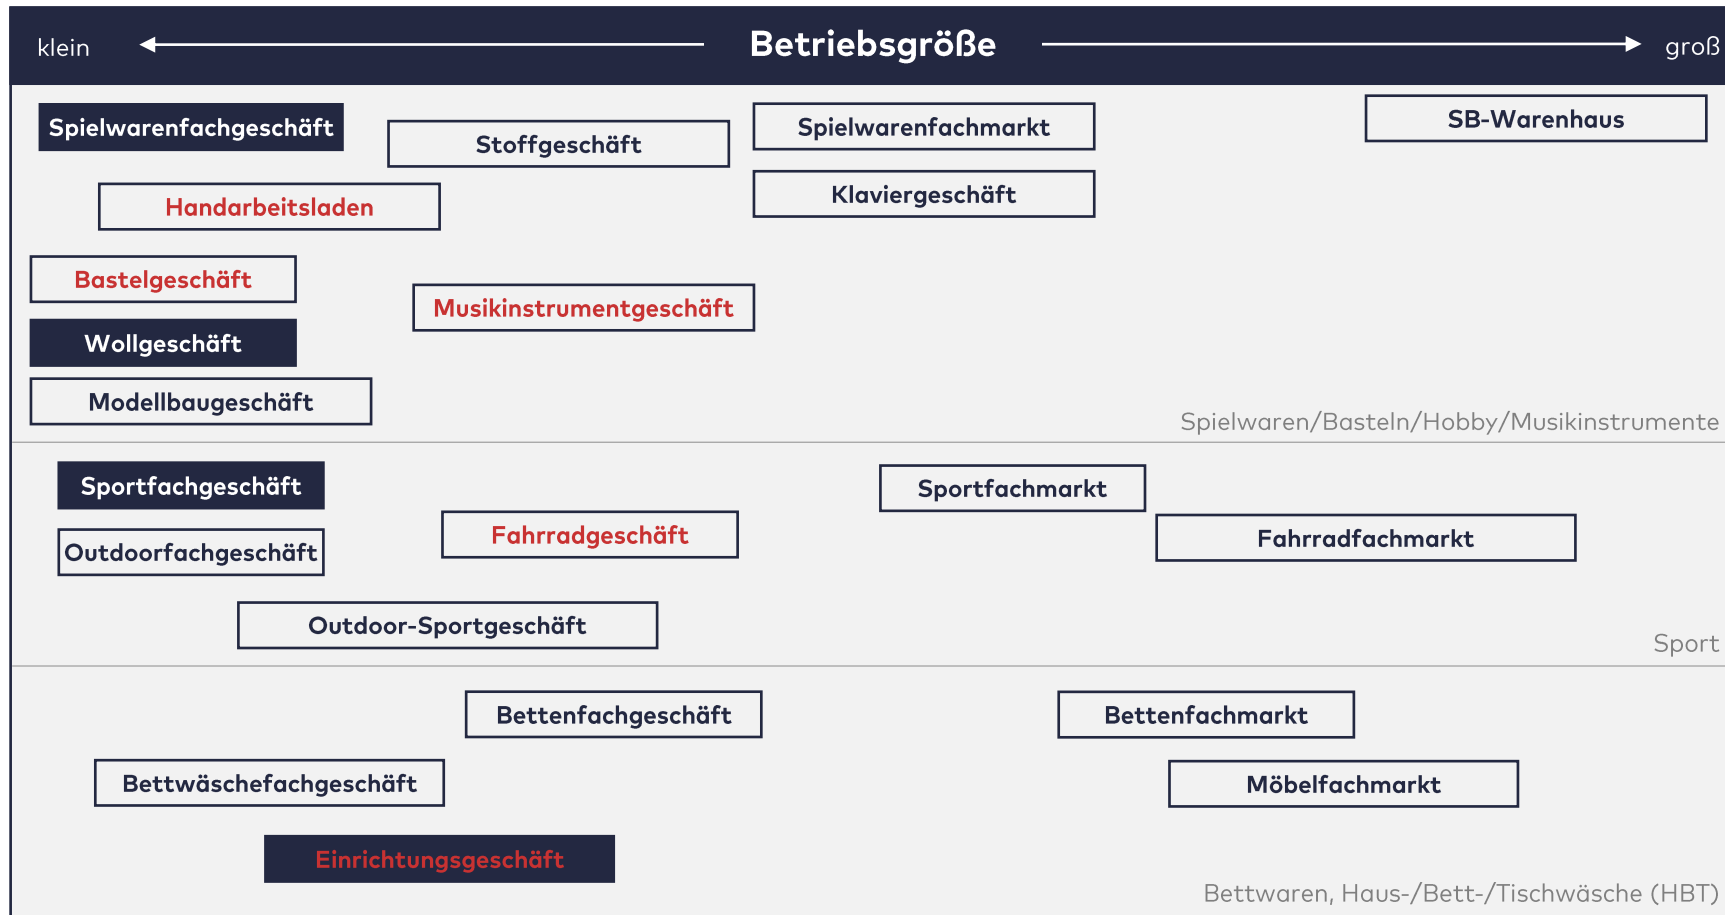 klein
Betriebsgröße
groß
Spielwarenfachgeschäft
Stoffgeschäft
Spielwarenfachmarkt
SB-Warenhaus
Handarbeitsladen
Klaviergeschäft
Bastelgeschäft
Musikinstrumentgeschäft
Wollgeschäft
Modellbaugeschäft
Spielwaren/Basteln/Hobby/Musikinstrumente
Sportfachgeschäft
Sportfachmarkt
Fahrradgeschäft
Fahrradfachmarkt
Outdoorfachgeschäft
Outdoor-Sportgeschäft
Sport
Bettenfachgeschäft
Bettenfachmarkt
Bettwäschefachgeschäft
Möbelfachmarkt
Einrichtungsgeschäft
Bettwaren, Haus-/Bett-/Tischwäsche (HBT)